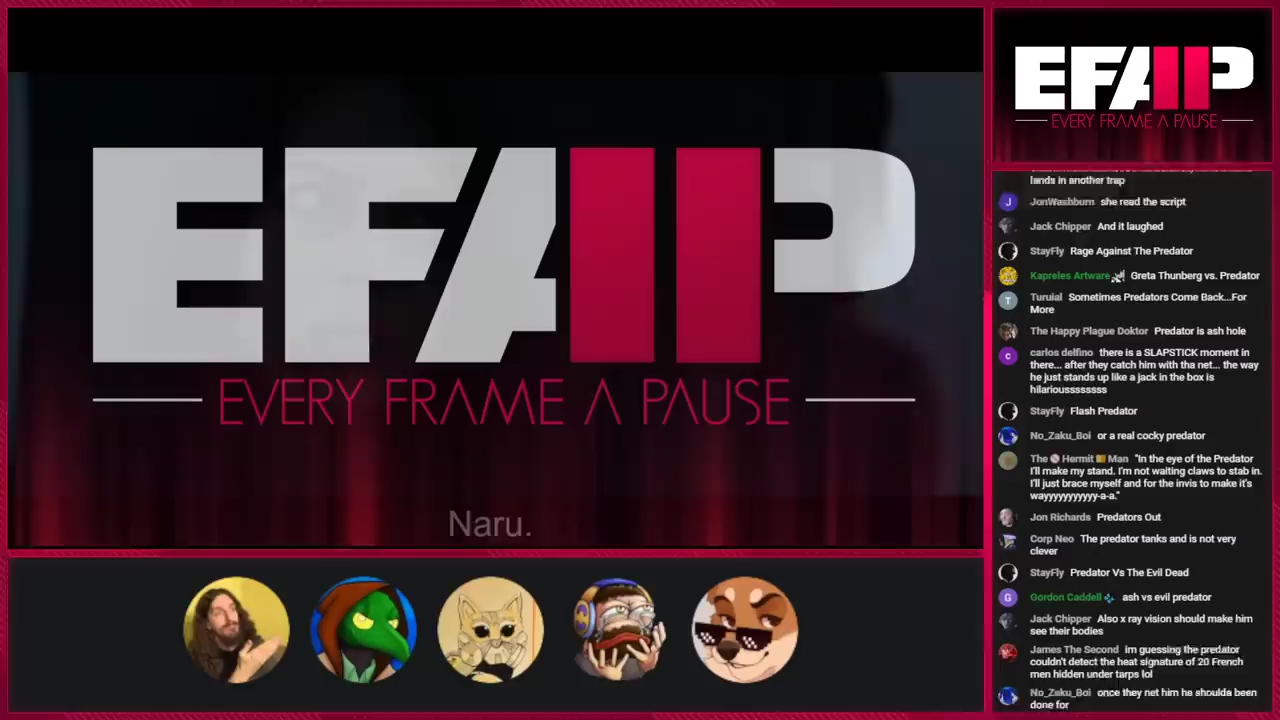 EFAP
EVERY FRAME A PAUSE
Naru.
EFAP
EVERY FRAME A PAUSE
lands in another trap
J JonWashburn she read the script
Jack Chipper And it laughed
StayFly Rage Against The Predator
Kapreles Artware Greta Thunberg vs. Predator
T Turuial Sometimes Predators Come Back...For
More
The Happy Plague Doktor Predator is ash hole
c carlos delfino there is a SLAPSTICK moment in
there... after they catch him with tha net... the way
he just stands up like a jack in the box is
hilariousssssss
StayFly Flash Predator
No_Zaku_Boi or a real cocky predator
The Hermit Man "In the eye of the Predator
I'll make my stand. I'm not waiting claws to stab in.
I'll just brace myself and for the invis to make it's
wayyyyyyyyyy-a-a."
Jon Richards Predators Out
Corp Neo The predator tanks and is not very
clever
StayFly Predator Vs The Evil Dead
G Gordon Caddell ash vs evil predator
Jack Chipper Also x ray vision should make him
see their bodies
James The Second im guessing the predator
couldn't detect the heat signature of 20 French
men hidden under tarps lol
No_Zaku_Boi once they net him he shoulda been
done for